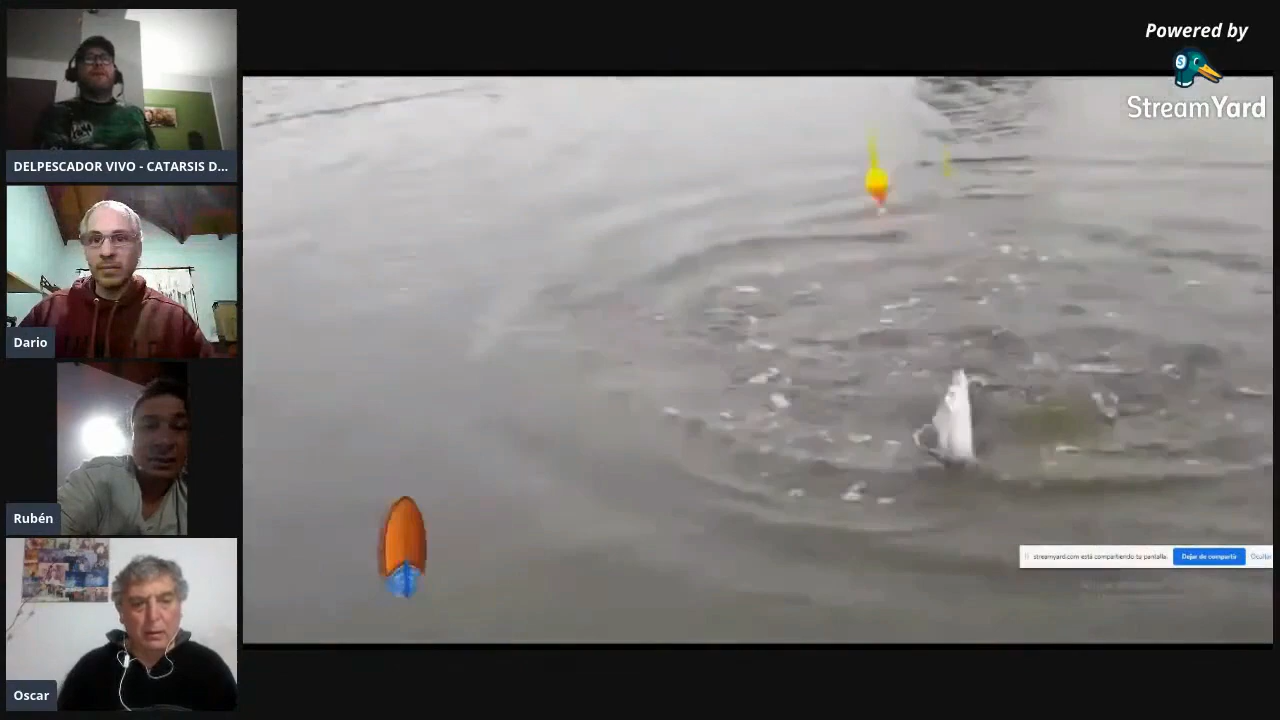 Powered by
StreamYard
DELPESCADOR VIVO - CATARSIS D...
Dario
Rubén
Oscar
streamyard.com está compartiendo tu pantalla.
Dejar de compartir
Ocultar